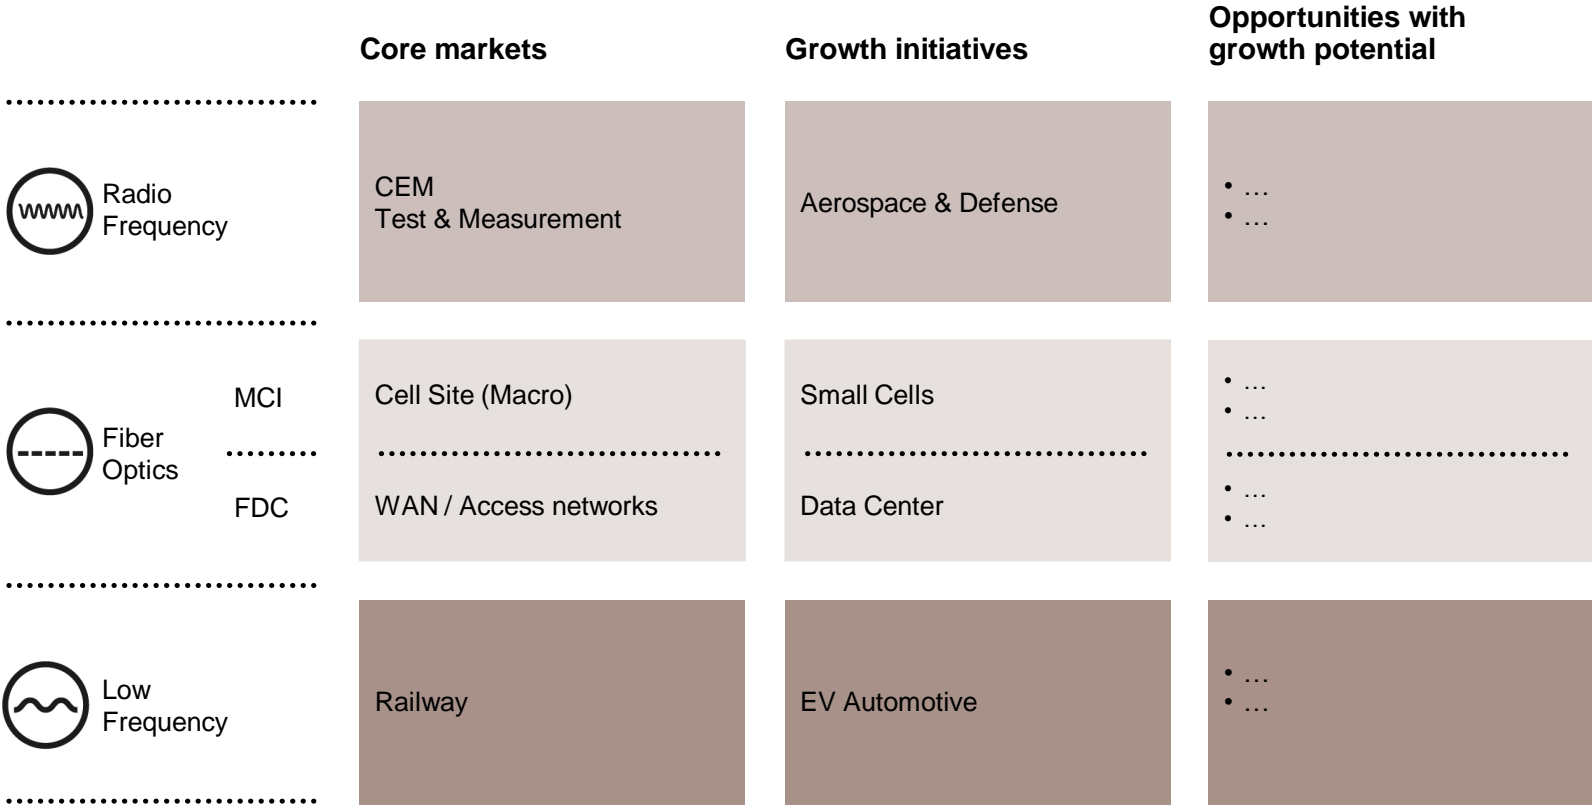 Core markets
Growth initiatives
Opportunities with
growth potential
Radio
Frequency
CEM
Test & Measurement
Aerospace & Defense
• …
• …
Fiber
Optics
MCI
Cell Site (Macro)
Small Cells
• …
• …
FDC
WAN / Access networks
Data Center
• …
• …
Low
Frequency
Railway
EV Automotive
• …
• …